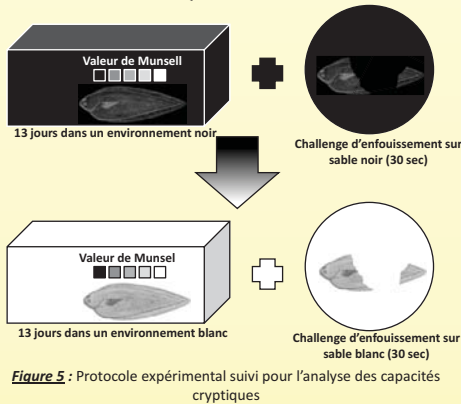 Valeur de Munsell
13 jours dans un environnement noir
Challenge d'enfouissement sur
sable noir (30 sec)
Valeur de Munsel
13 jours dans un environnement blanc
Challenge d'enfouissement sur
sable blanc (30 sec)
Figure 5 : Protocole expérimental suivi pour l'analyse des capacités
cryptiques